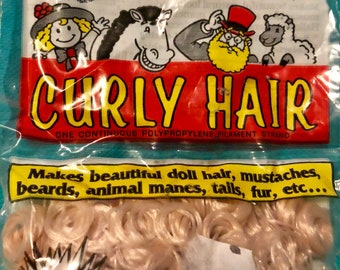 CURLY HAIR
ONE CONTINUOUS POLYPROPYLENE FILAMENT STRAND
Makes beautiful doll hair, mustaches,
beards, animal manes, tails, fur, etc...